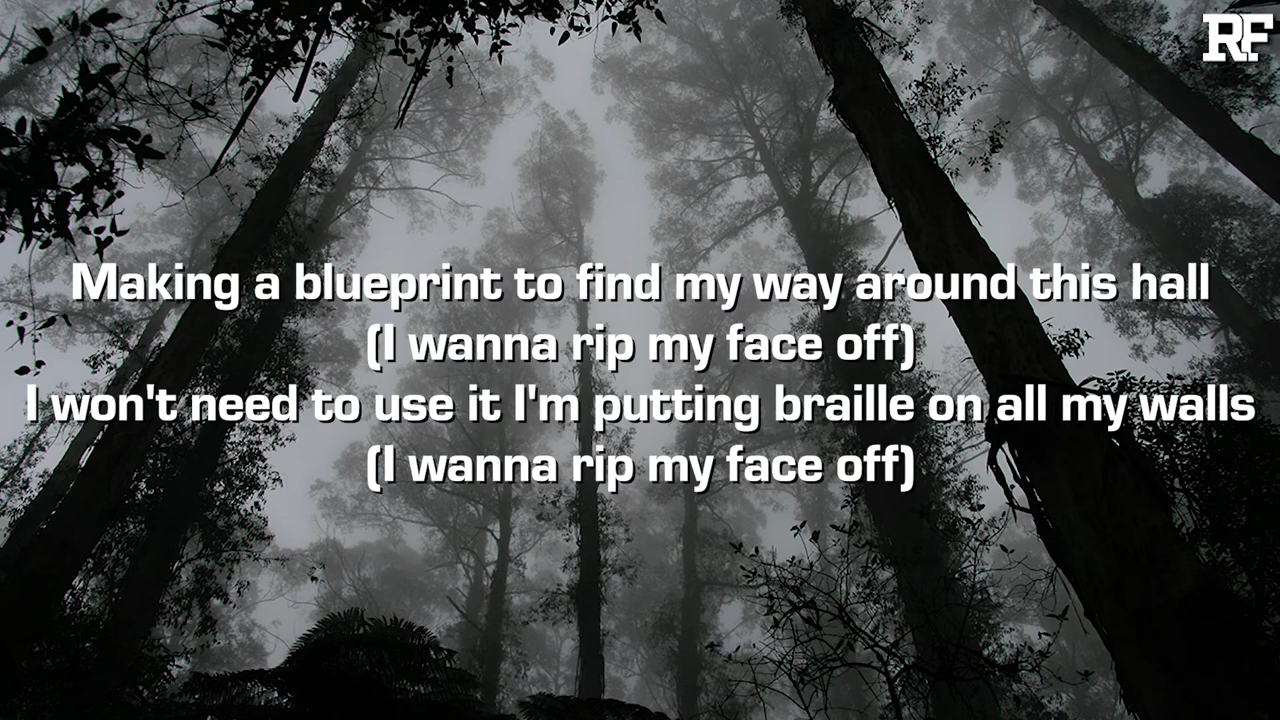 RF
Making a blueprint to find my way around this hall
(I wanna rip my face off)
I won't need to use it I'm putting braille on all my walls
(I wanna rip my face off)